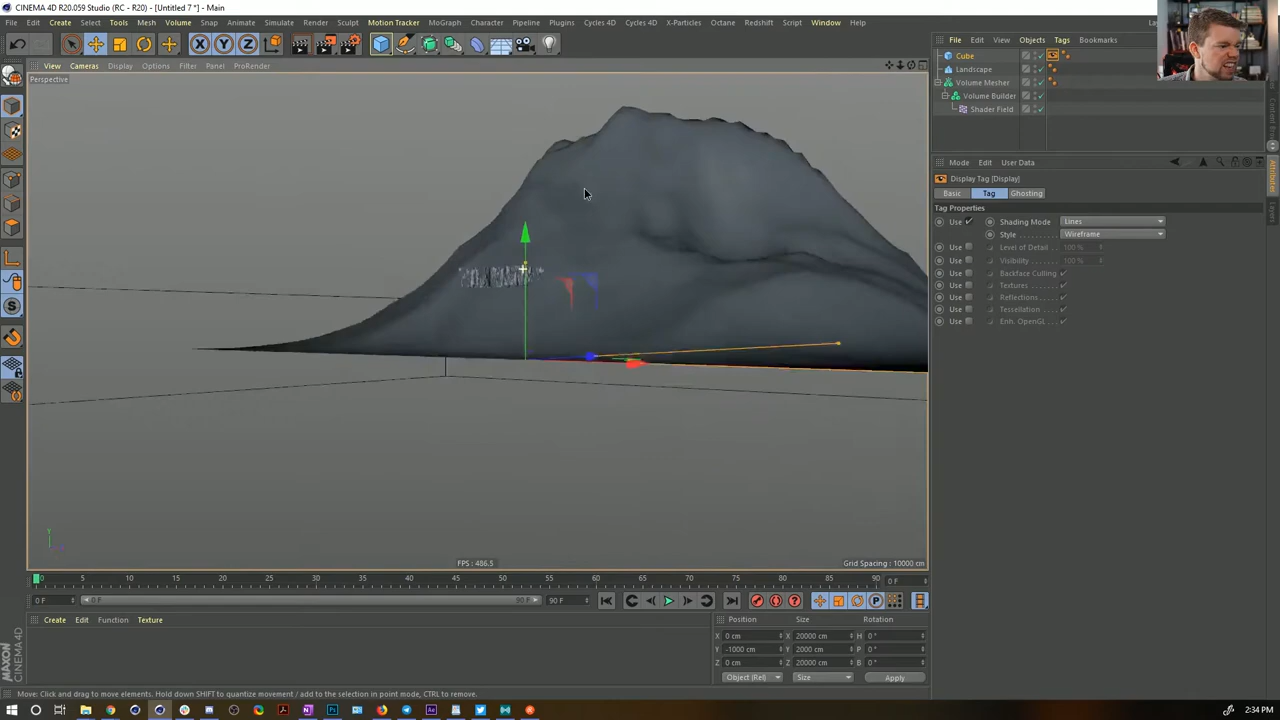 CINEMA 4D R20.059 Studio (RC - R20) - [Untitled 7 *] - Main
File Edit Create Select Tools Mesh Volume Snap Animate Simulate Render Sculpt Motion Tracker MoGraph Character Pipeline Plugins Cycles 4D Cycles 4D X-Particles Octane Redshift Script Window Help
File Edit View Objects Tags Bookmarks
Cube
Landscape
Volume Mesher
Volume Builder
Shader Field
View Cameras Display Options Filter Panel ProRender
Perspective
Mode Edit User Data
Display Tag [Display]
Basic Tag Ghosting
Tag Properties
Use Shading Mode Lines
Style Wireframe
Use Level of Detail 100 %
Use Visibility 100 %
Use Backface Culling
Use Textures
Use Reflections
Use Tessellation
Use Enh. OpenGL
Attributes
Layers
X Y Z
Y
FPS : 486.5
Grid Spacing : 10000 cm
0 5 10 15 20 25 30 35 40 45 50 55 60 65 70 75 80 85 90 0 F
0 F 0 F 90 F 90 F
Create Edit Function Texture
Position Size Rotation
X 0 cm X 20000 cm H 0 °
Y -1000 cm Y 2000 cm P 0 °
Z 0 cm Z 20000 cm B 0 °
Object (Rel) Size Apply
MAXON CINEMA 4D
Move: Click and drag to move elements. Hold down SHIFT to quantize movement / add to the selection in point mode, CTRL to remove.
2:34 PM